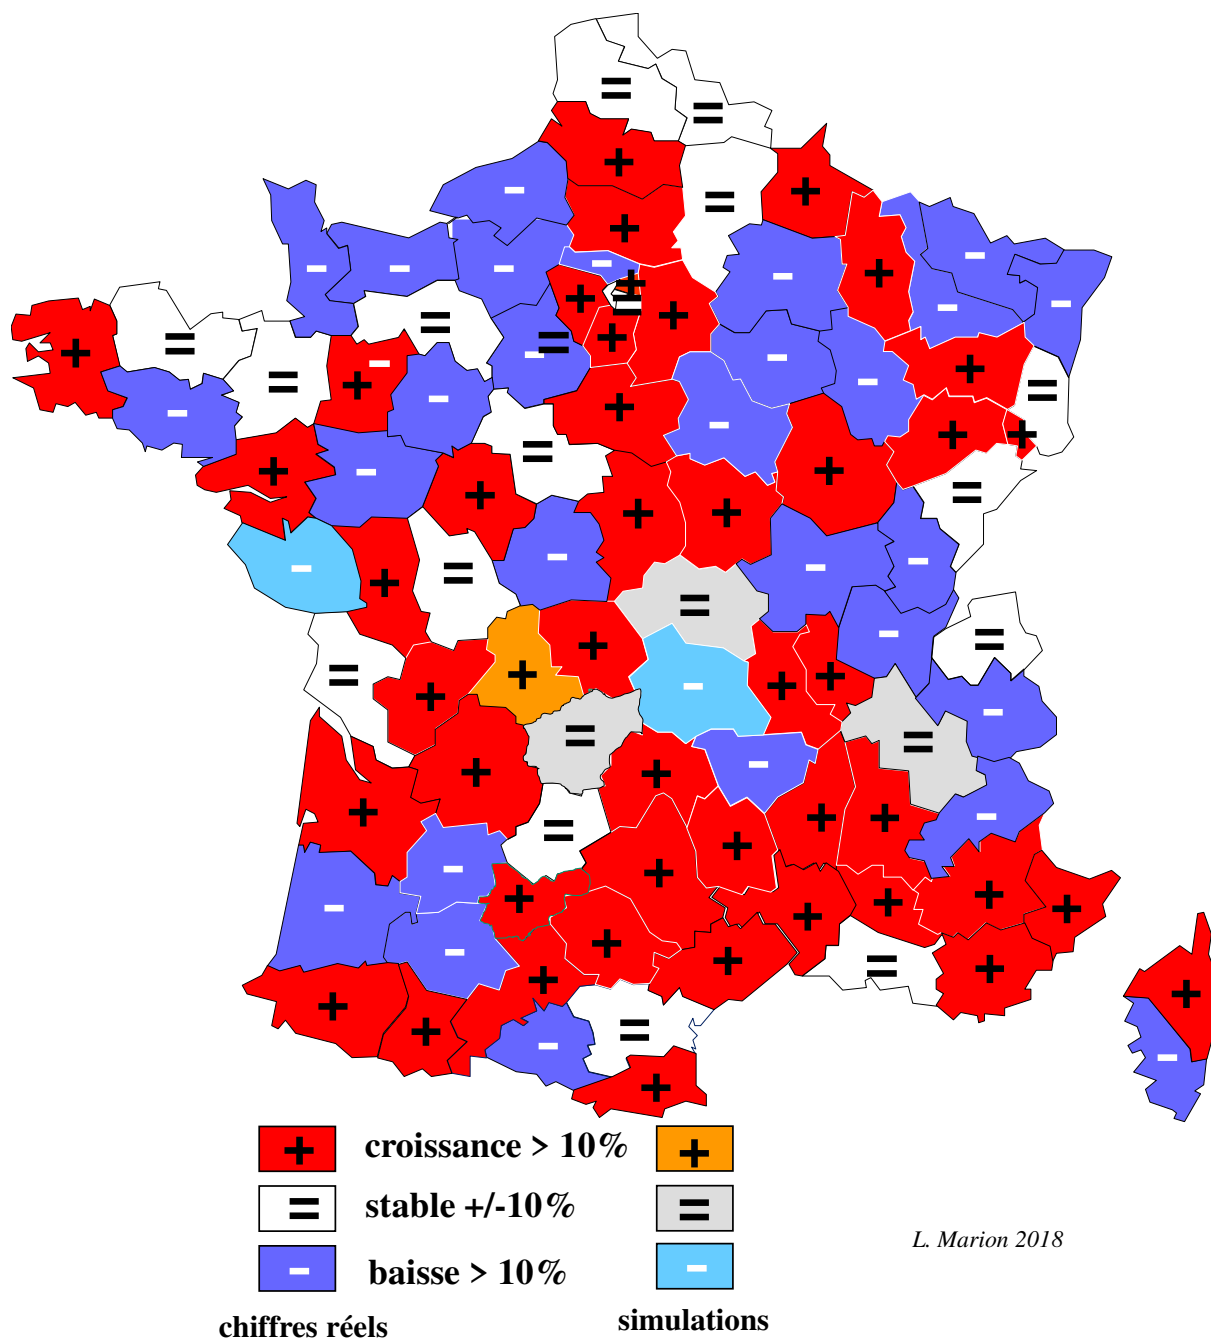 croissance > 10%
stable +/-10%
baisse > 10%
chiffres réels
simulations
L. Marion 2018